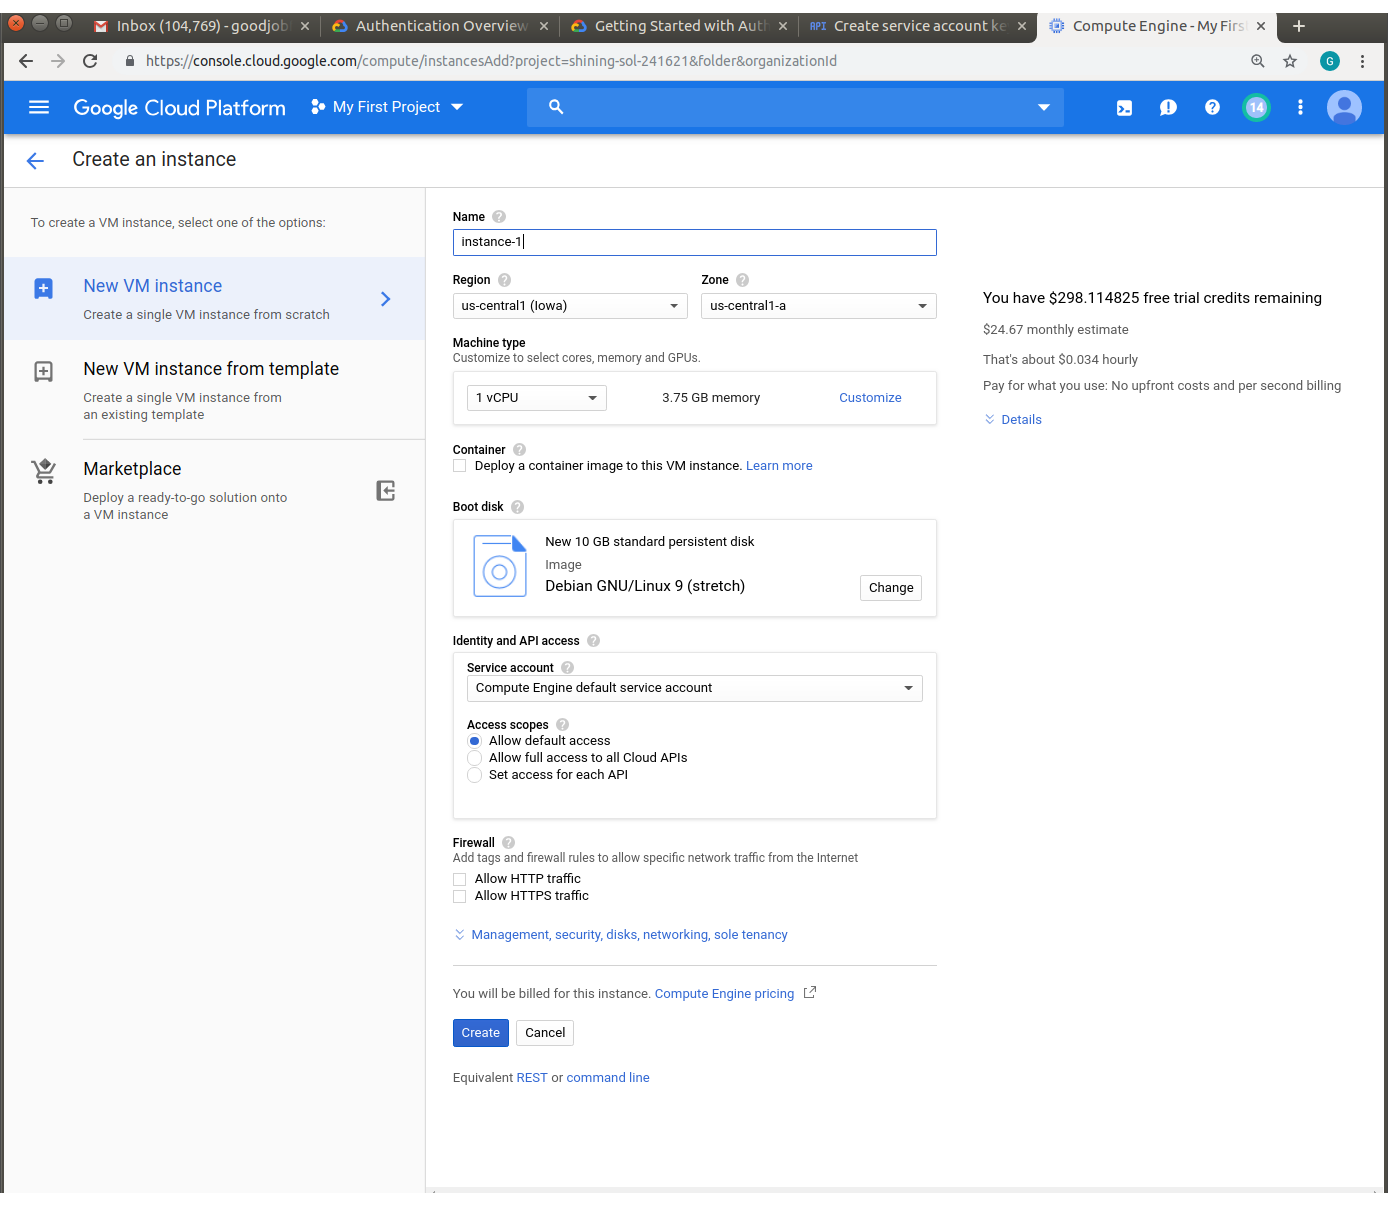 Inbox (104,769) - goodjob
Authentication Overview
Getting Started with Auth
API Create service account ke
Compute Engine - My Firs
https://console.cloud.google.com/compute/instancesAdd?project=shining-sol-241621&folder&organizationId
G
Google Cloud Platform
My First Project
14
Create an instance
To create a VM instance, select one of the options:
New VM instance
Create a single VM instance from scratch
New VM instance from template
Create a single VM instance from
an existing template
Marketplace
Deploy a ready-to-go solution onto
a VM instance
Name
instance-1
Region
Zone
us-central1 (Iowa)
us-central1-a
Machine type
Customize to select cores, memory and GPUs.
1 vCPU
3.75 GB memory
Customize
Container
Deploy a container image to this VM instance. Learn more
Boot disk
New 10 GB standard persistent disk
Image
Debian GNU/Linux 9 (stretch)
Change
Identity and API access
Service account
Compute Engine default service account
Access scopes
Allow default access
Allow full access to all Cloud APIs
Set access for each API
Firewall
Add tags and firewall rules to allow specific network traffic from the Internet
Allow HTTP traffic
Allow HTTPS traffic
Management, security, disks, networking, sole tenancy
You will be billed for this instance. Compute Engine pricing
Create
Cancel
Equivalent REST or command line
You have $298.114825 free trial credits remaining
$24.67 monthly estimate
That's about $0.034 hourly
Pay for what you use: No upfront costs and per second billing
Details